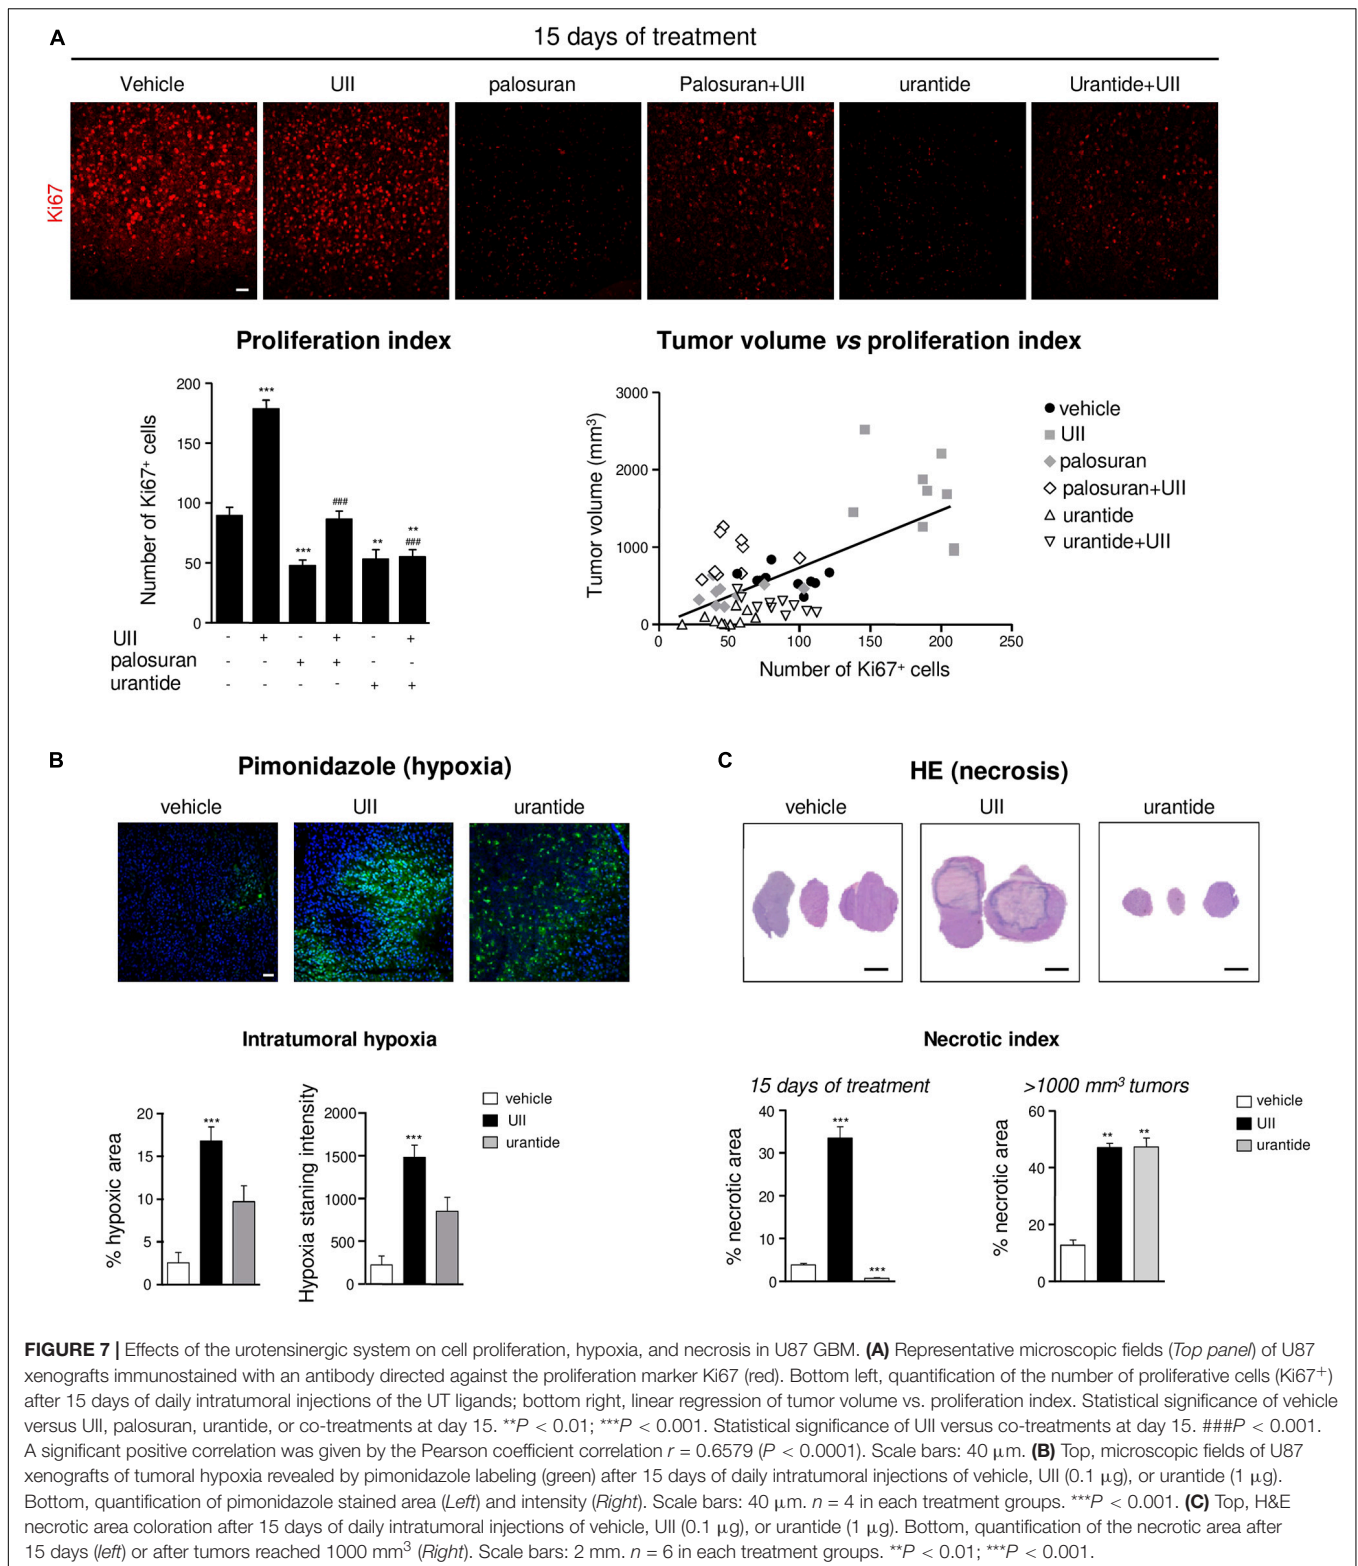 A
15 days of treatment
Vehicle UII palosuran Palosuran+UII urantide Urantide+UII
Ki67
Proliferation index
Number of Ki67+ cells
200
150
100
50
0
*** *** ### ** ** ###
UII - + - + - +
palosuran - - + + - -
urantide - - - - + +
Tumor volume vs proliferation index
Tumor volume (mm³)
3000
2000
1000
0
0 50 100 150 200 250
Number of Ki67+ cells
vehicle
UII
palosuran
palosuran+UII
urantide
urantide+UII
B
Pimonidazole (hypoxia)
vehicle UII urantide
Intratumoral hypoxia
% hypoxic area
20
15
10
5
0
***
Hypoxia staning intensity
2000
1500
1000
500
0
***
vehicle
UII
urantide
C
HE (necrosis)
vehicle UII urantide
Necrotic index
15 days of treatment
% necrotic area
40
30
20
10
0
*** ***
>1000 mm³ tumors
% necrotic area
60
40
20
0
** **
vehicle
UII
urantide
FIGURE 7 | Effects of the urotensinergic system on cell proliferation, hypoxia, and necrosis in U87 GBM. (A) Representative microscopic fields (Top panel) of U87
xenografts immunostained with an antibody directed against the proliferation marker Ki67 (red). Bottom left, quantification of the number of proliferative cells (Ki67+)
after 15 days of daily intratumoral injections of the UT ligands; bottom right, linear regression of tumor volume vs. proliferation index. Statistical significance of vehicle
versus UII, palosuran, urantide, or co-treatments at day 15. **P < 0.01; ***P < 0.001. Statistical significance of UII versus co-treatments at day 15. ###P < 0.001.
A significant positive correlation was given by the Pearson coefficient correlation r = 0.6579 (P < 0.0001). Scale bars: 40 μm. (B) Top, microscopic fields of U87
xenografts of tumoral hypoxia revealed by pimonidazole labeling (green) after 15 days of daily intratumoral injections of vehicle, UII (0.1 μg), or urantide (1 μg).
Bottom, quantification of pimonidazole stained area (Left) and intensity (Right). Scale bars: 40 μm. n = 4 in each treatment groups. ***P < 0.001. (C) Top, H&E
necrotic area coloration after 15 days of daily intratumoral injections of vehicle, UII (0.1 μg), or urantide (1 μg). Bottom, quantification of the necrotic area after
15 days (left) or after tumors reached 1000 mm³ (Right). Scale bars: 2 mm. n = 6 in each treatment groups. **P < 0.01; ***P < 0.001.